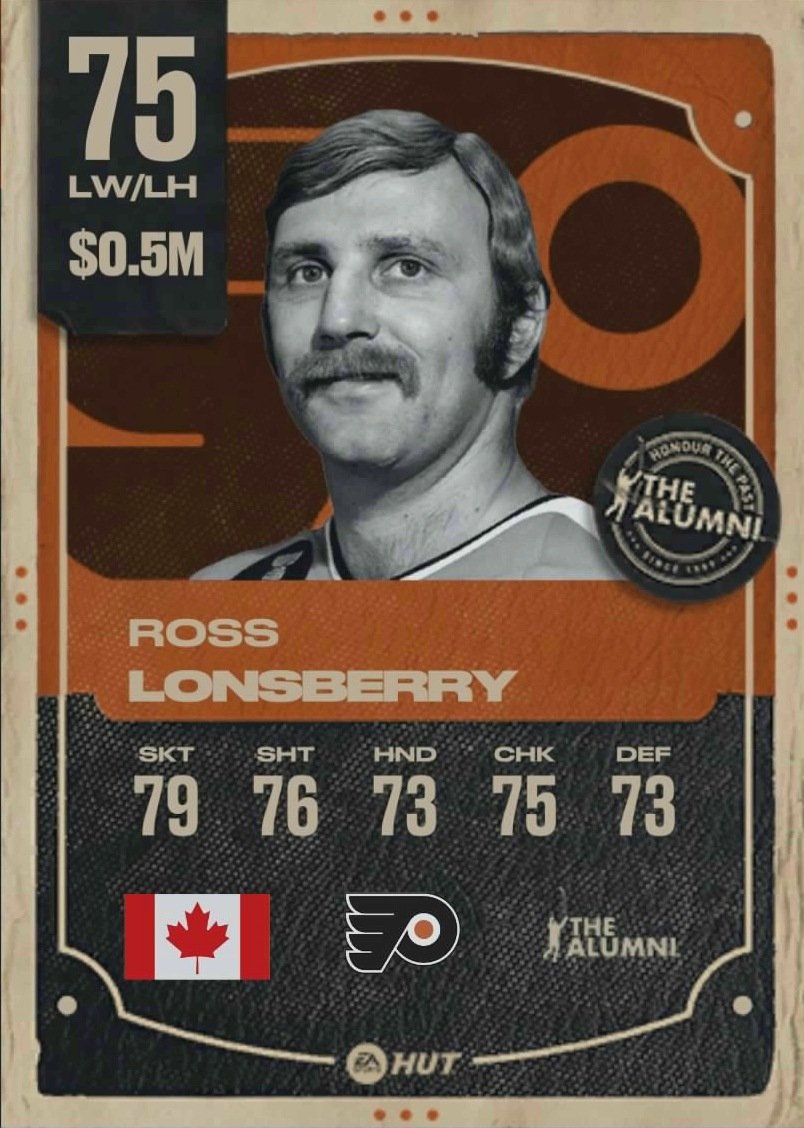 75
LW/LH
$0.5M
HONOUR THE PAST
THE
ALUMNI
ROSS
LONSBERRY
SKT SHT HND CHK DEF
79 76 73 75 73
THE
ALUMNI
EA
HUT